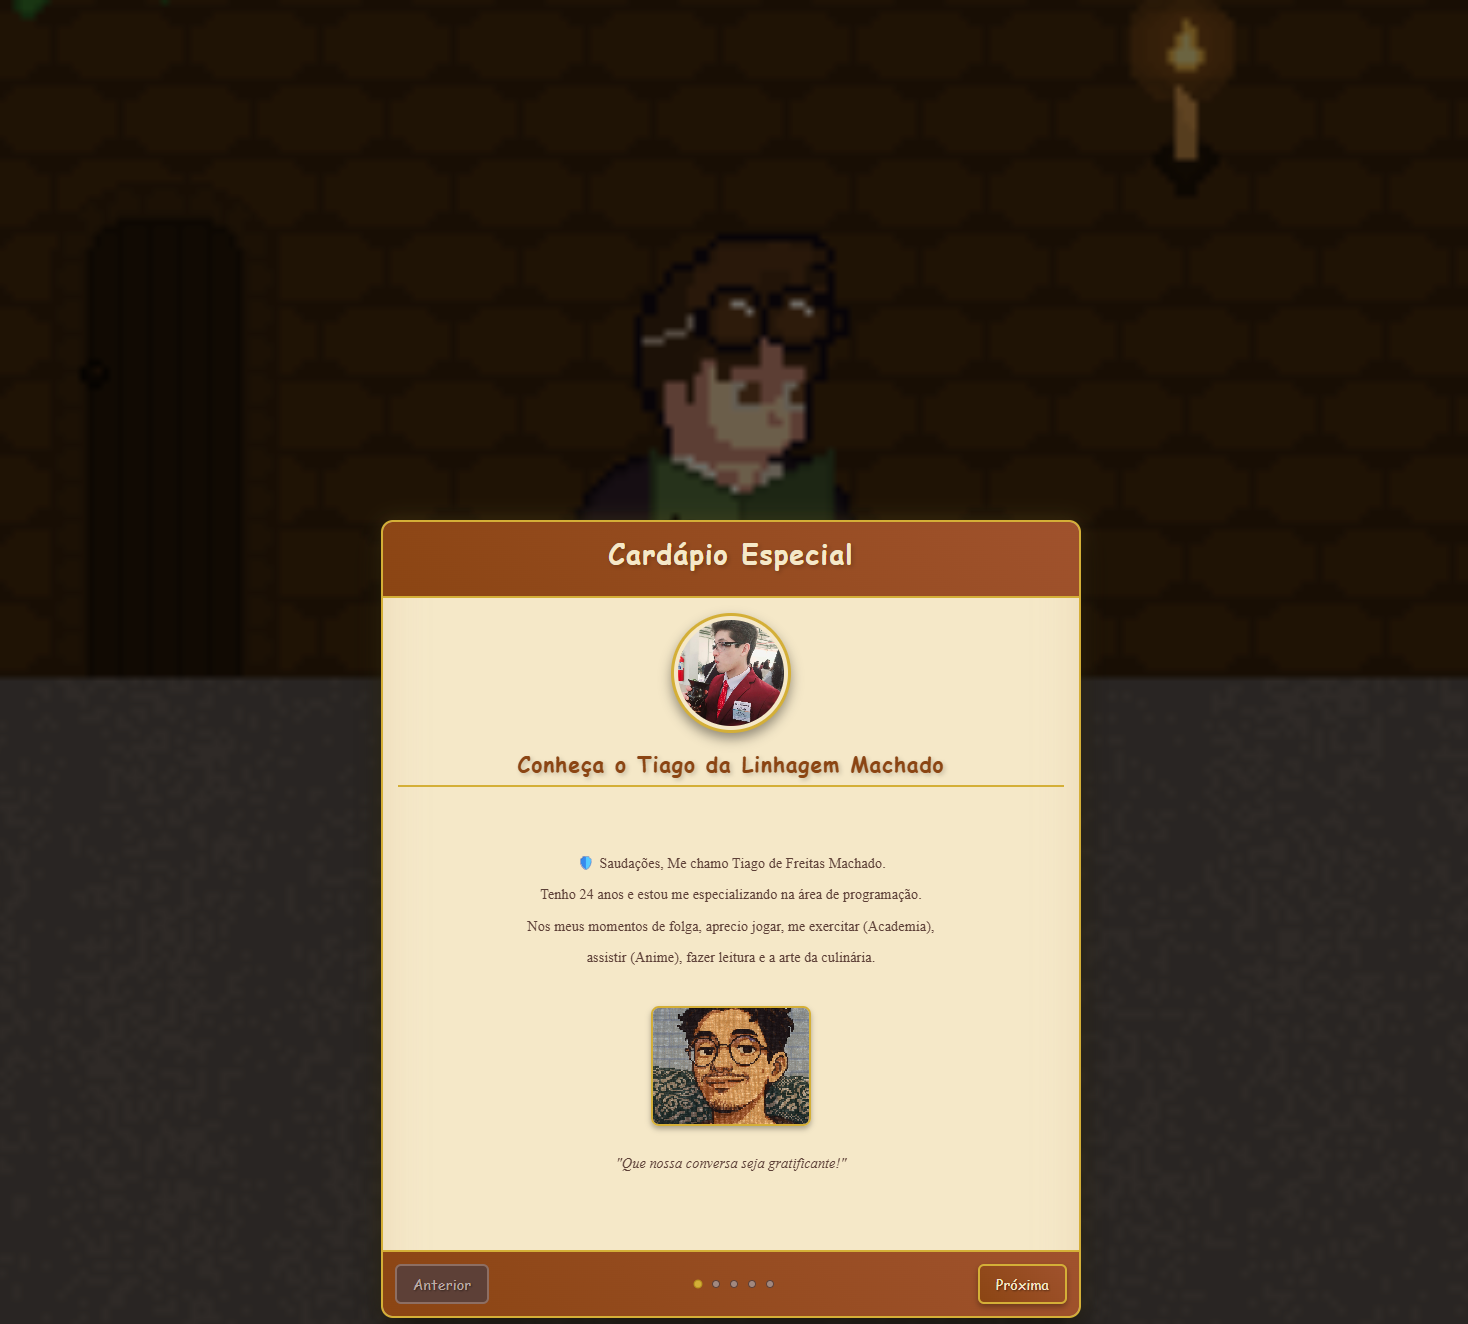 Cardápio Especial
Conheça o Tiago da Linhagem Machado
Saudações, Me chamo Tiago de Freitas Machado.
Tenho 24 anos e estou me especializando na área de programação.
Nos meus momentos de folga, aprecio jogar, me exercitar (Academia),
assistir (Anime), fazer leitura e a arte da culinária.
"Que nossa conversa seja gratificante!"
Anterior
Próxima